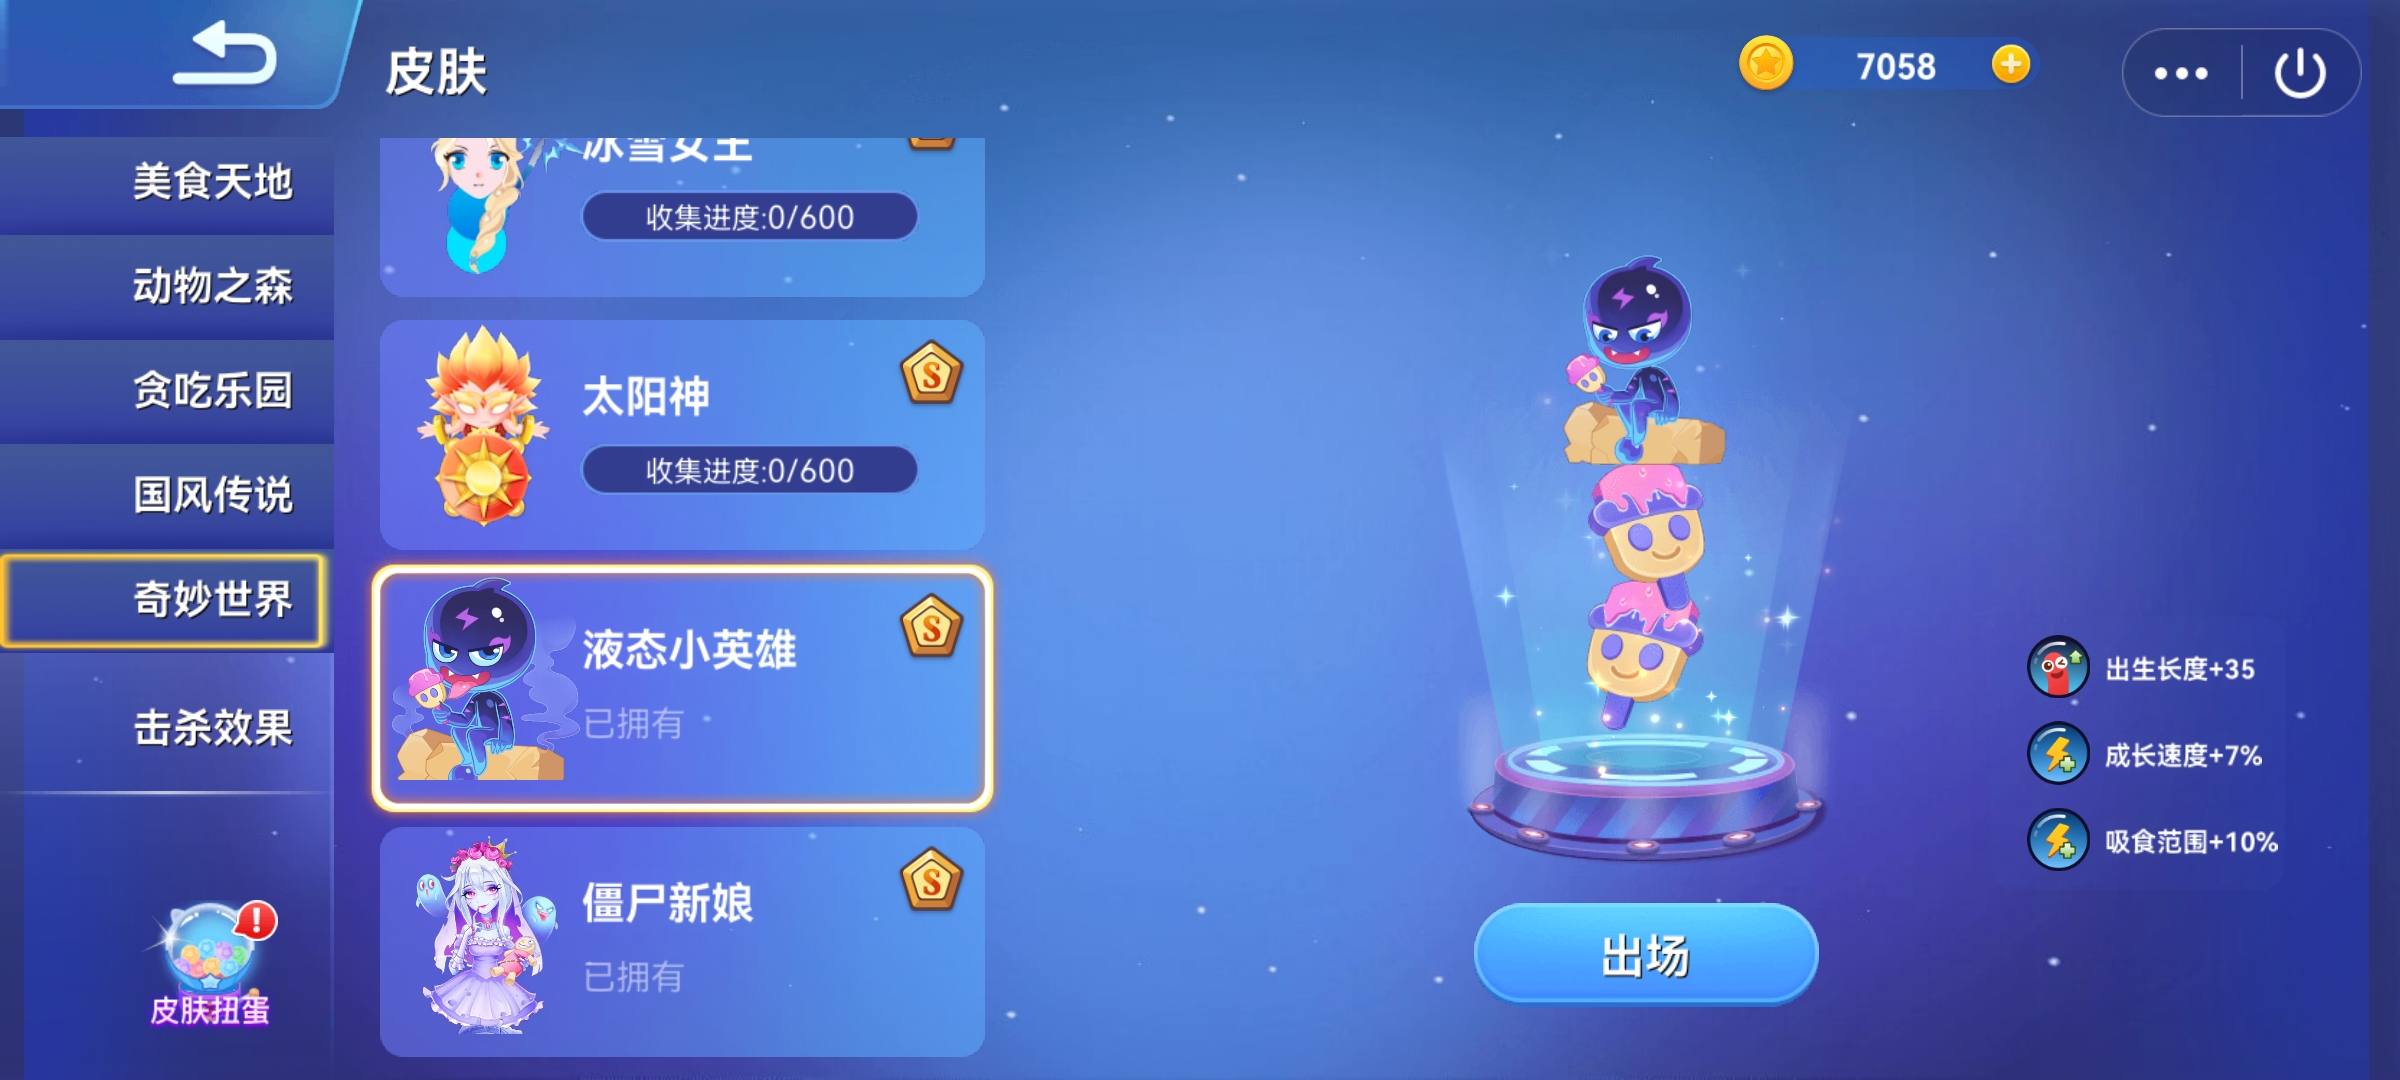 皮肤
7058
美食天地
动物之森
贪吃乐园
国风传说
奇妙世界
击杀效果
皮肤扭蛋
冰雪女王
收集进度:0/600
太阳神
S
收集进度:0/600
液态小英雄
S
已拥有
僵尸新娘
S
已拥有
出生长度+35
成长速度+7%
吸食范围+10%
出场